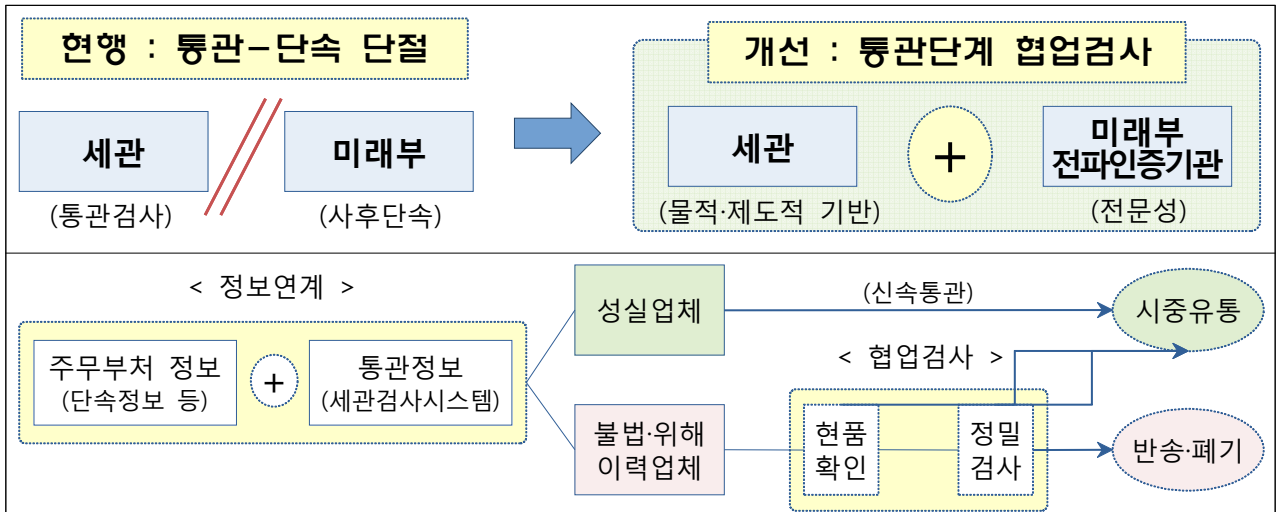 현행 : 통관-단속 단절
세관
(통관검사)
미래부
(사후단속)
개선 : 통관단계 협업검사
세관
(물적·제도적 기반)
+
미래부
전파인증기관
(전문성)
< 정보연계 >
주무부처 정보
(단속정보 등)
+
통관정보
(세관검사시스템)
성실업체
(신속통관)
시중유통
불법·위해
이력업체
< 협업검사 >
현품
확인
정밀
검사
반송·폐기